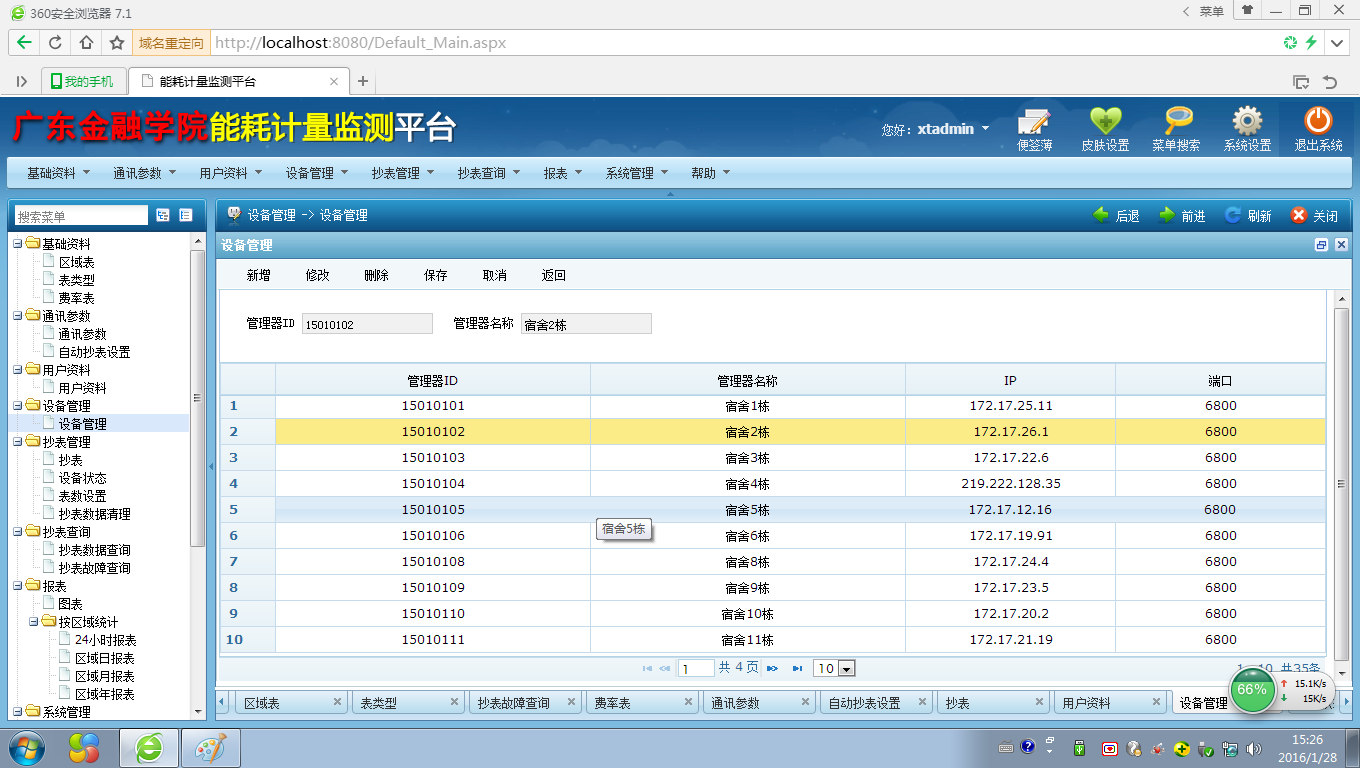 360安全浏览器 7.1
菜单
域名重定向 http://localhost:8080/Default_Main.aspx
我的手机 能耗计量监测平台
广东金融学院能耗计量监测平台
您好：xtadmin 便签薄 皮肤设置 菜单搜索 系统设置 退出系统
基础资料 通讯参数 用户资料 设备管理 抄表管理 抄表查询 报表 系统管理 帮助
搜索菜单
基础资料
区域表
表类型
费率表
通讯参数
通讯参数
自动抄表设置
用户资料
用户资料
设备管理
设备管理
抄表管理
抄表
设备状态
表数设置
抄表数据清理
抄表查询
抄表数据查询
抄表故障查询
报表
图表
按区域统计
24小时报表
区域日报表
区域月报表
区域年报表
系统管理
设备管理 -> 设备管理 后退 前进 刷新 关闭
设备管理
新增 修改 删除 保存 取消 返回
管理器ID 15010102 管理器名称 宿舍2栋
管理器ID 管理器名称 IP 端口
1 15010101 宿舍1栋 172.17.25.11 6800
2 15010102 宿舍2栋 172.17.26.1 6800
3 15010103 宿舍3栋 172.17.22.6 6800
4 15010104 宿舍4栋 219.222.128.35 6800
5 15010105 宿舍5栋 172.17.12.16 6800
宿舍5栋
6 15010106 宿舍6栋 172.17.19.91 6800
7 15010108 宿舍8栋 172.17.24.4 6800
8 15010109 宿舍9栋 172.17.23.5 6800
9 15010110 宿舍10栋 172.17.20.2 6800
10 15010111 宿舍11栋 172.17.21.19 6800
1 共 4 页 10 1 - 10 共35条
区域表 表类型 抄表故障查询 费率表 通讯参数 自动抄表设置 抄表 用户资料 设备管理
66% 15.1K/s
15K/s
15:26
2016/1/28